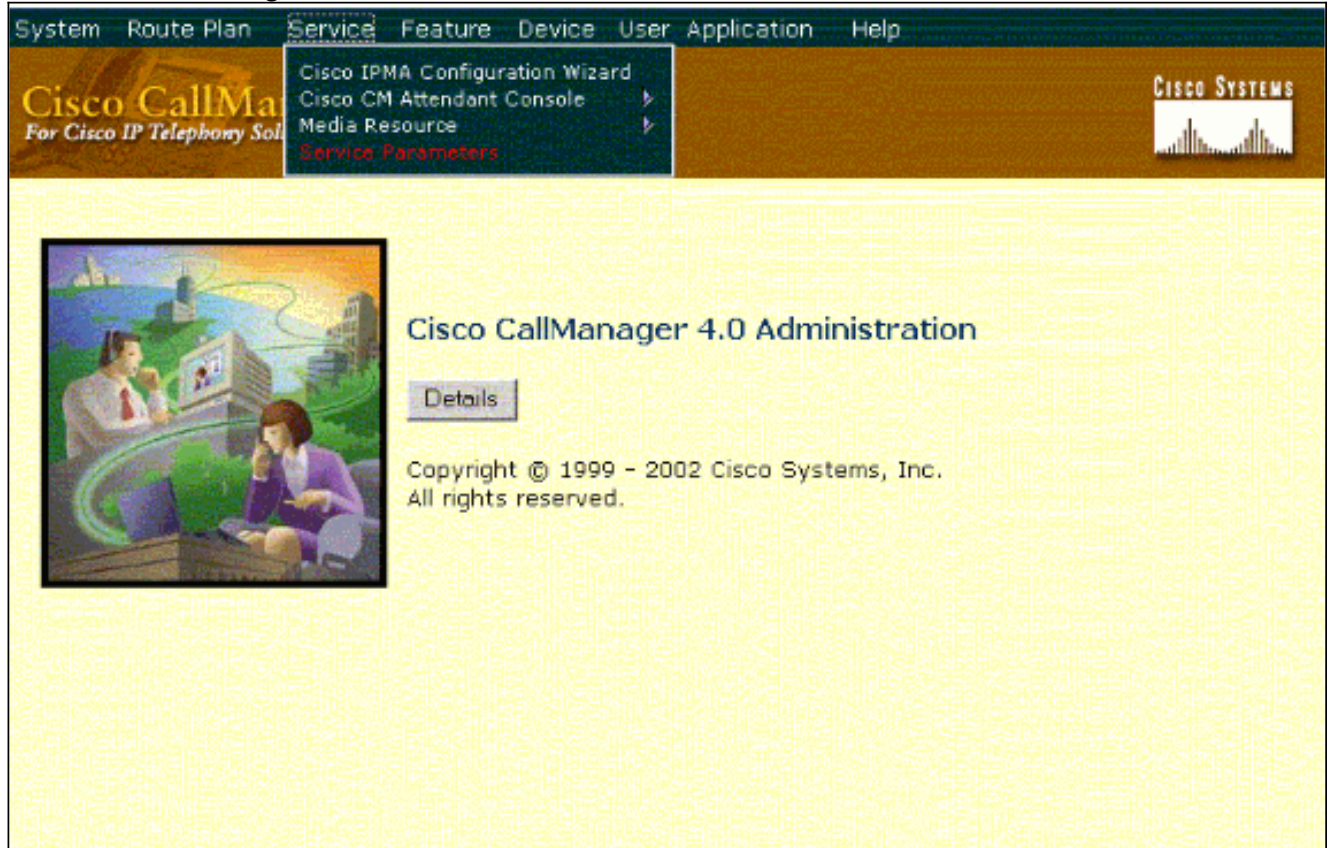 System Route Plan Service Feature Device User Application Help
Cisco IPMA Configuration Wizard
Cisco CM Attendant Console
Media Resource
Service Parameters
Cisco CallMa
For Cisco IP Telephony Sol
CISCO SYSTEMS
Cisco CallManager 4.0 Administration
Details
Copyright © 1999 - 2002 Cisco Systems, Inc.
All rights reserved.